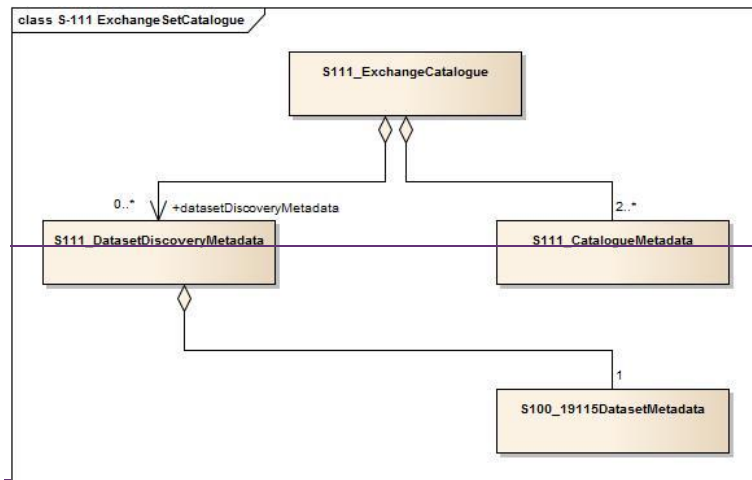 class S-111 ExchangeSetCatalogue
S111_ExchangeCatalogue
0..*
+datasetDiscoveryMetadata
2..*
S111_DatasetDiscoveryMetadata
S111_CatalogueMetadata
1
S100_19115DatasetMetadata